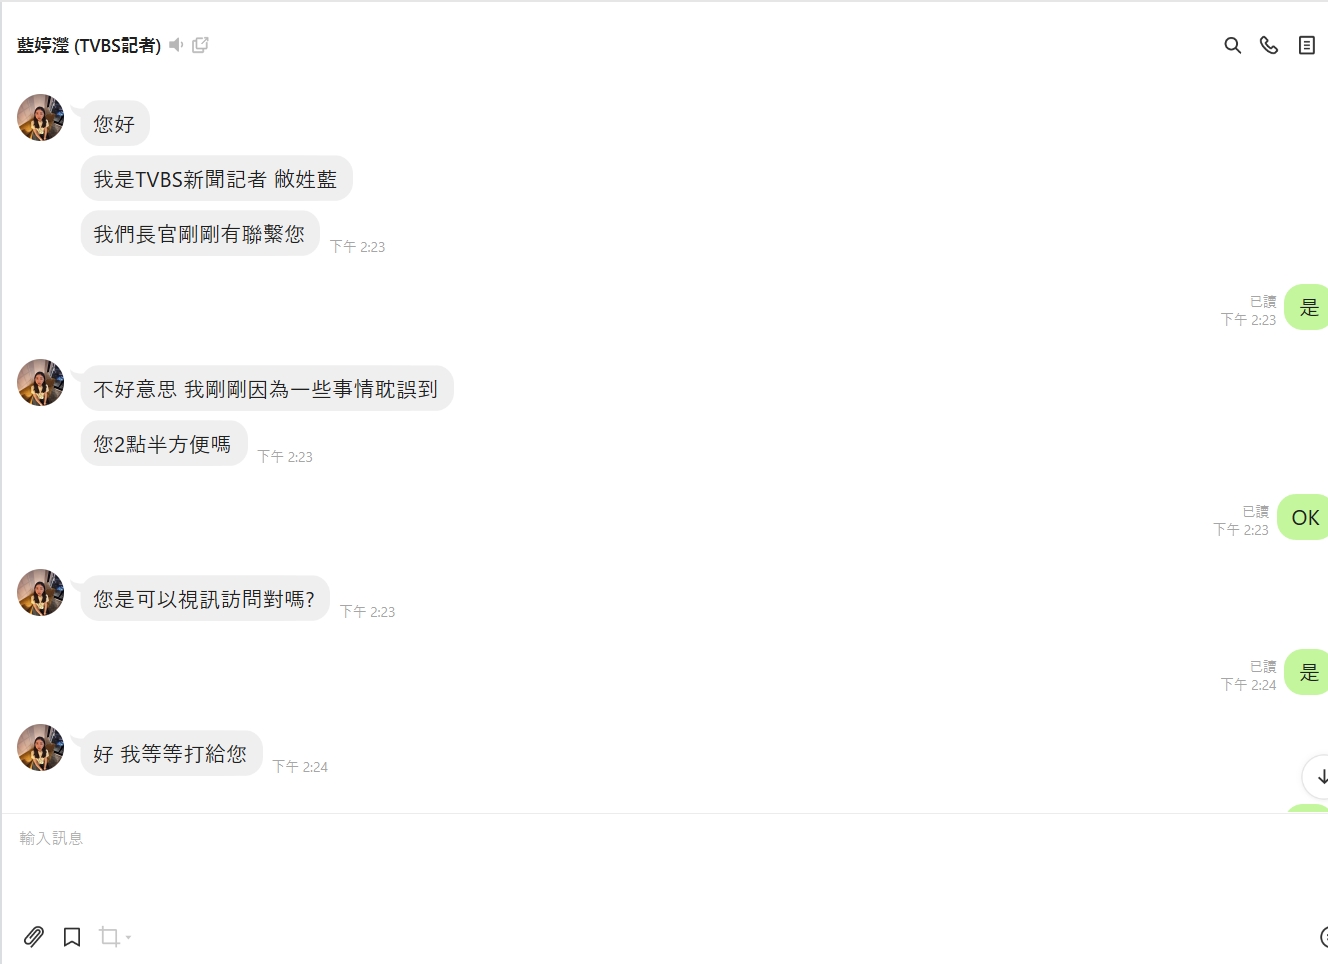 藍婷瀅 (TVBS記者)
您好
我是TVBS新聞記者 敝姓藍
我們長官剛剛有聯繫您
下午 2:23
已讀
下午 2:23
是
不好意思 我剛剛因為一些事情耽誤到
您2點半方便嗎
下午 2:23
已讀
下午 2:23
OK
您是可以視訊訪問對嗎?
下午 2:23
已讀
下午 2:24
是
好 我等等打給您
下午 2:24
輸入訊息